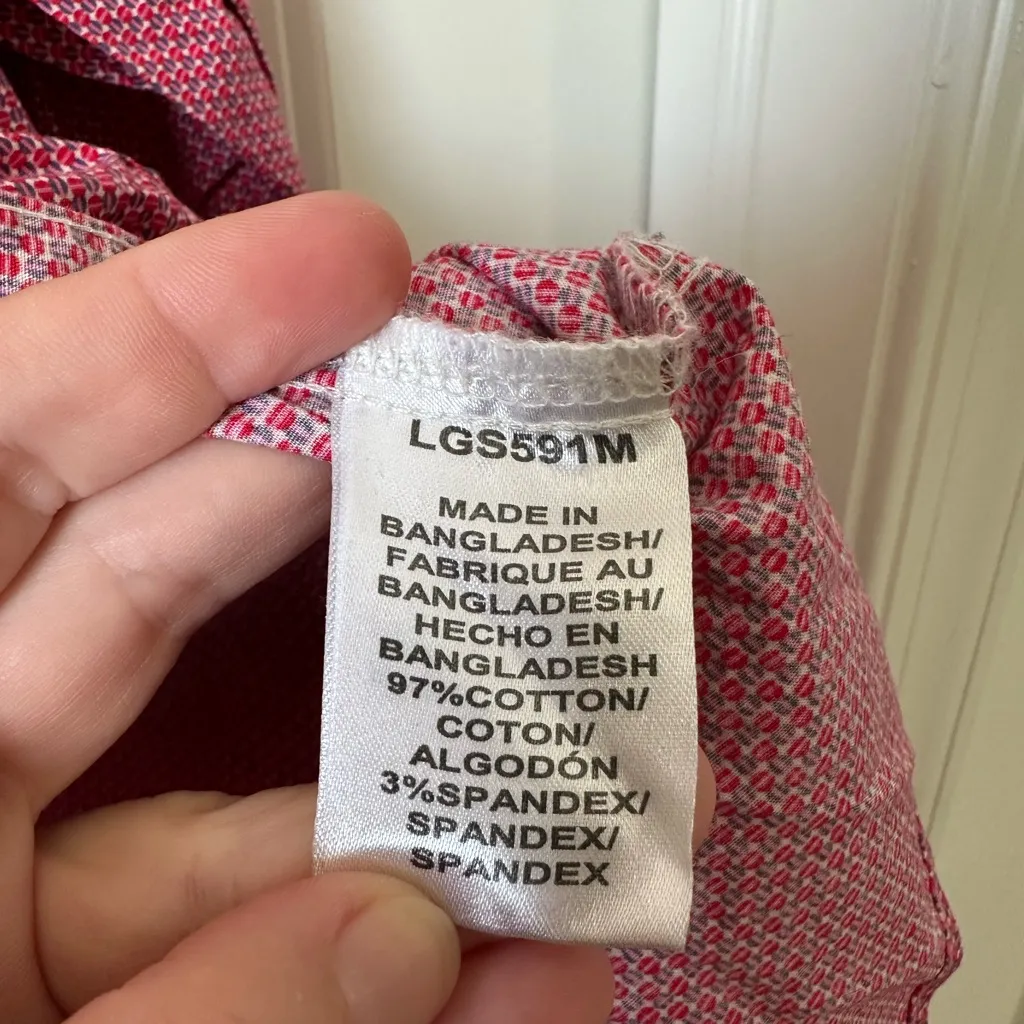 LGS591M
MADE IN
BANGLADESH/
FABRIQUE AU
BANGLADESH/
HECHO EN
BANGLADESH
97%COTTON/
COTON/
ALGODÓN
3%SPANDEX/
SPANDEX/
SPANDEX